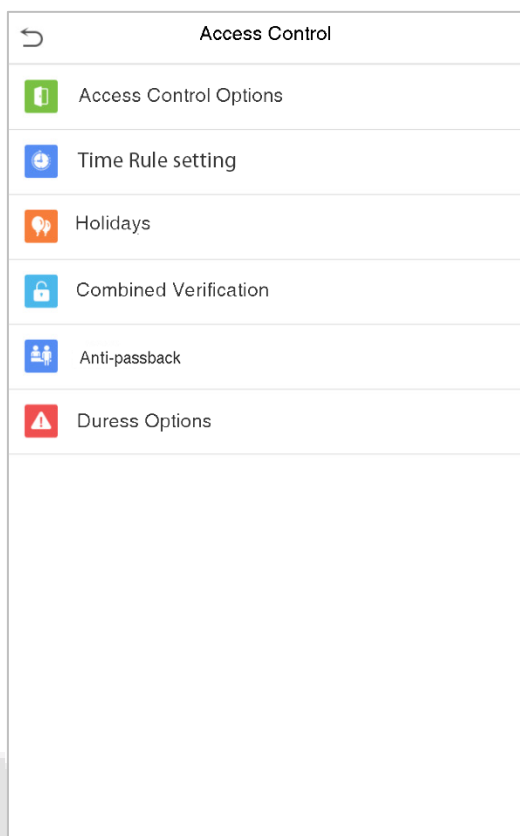 Access Control
Access Control Options
Time Rule setting
Holidays
Combined Verification
Anti-passback
Duress Options